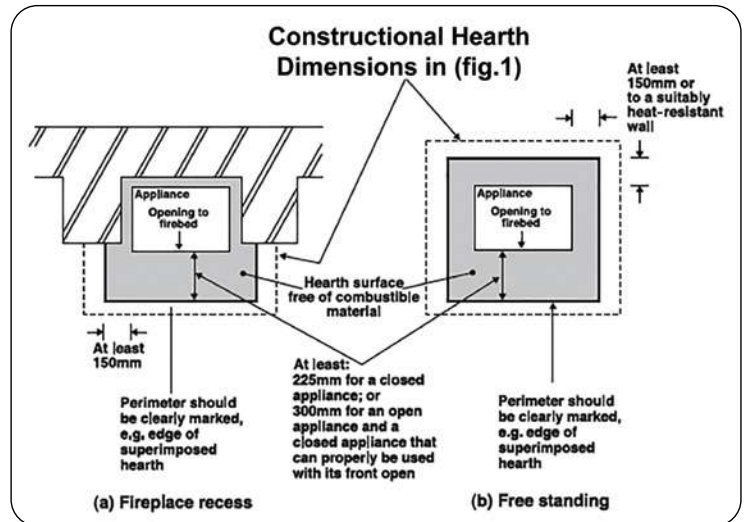 Constructional Hearth
Dimensions in (fig.1)
At least
150mm or
to a suitably
heat-resistant
wall
Appliance
Opening to
firebed
Appliance
Opening to
firebed
Hearth surface
free of combustible
material
At least
150mm
At least:
225mm for a closed
appliance; or
300mm for an open
appliance and a
closed appliance that
can properly be used
with its front open
Perimeter should
be clearly marked,
e.g. edge of
superimposed
hearth
Perimeter should
be clearly marked,
e.g. edge of
superimposed
hearth
(a) Fireplace recess
(b) Free standing